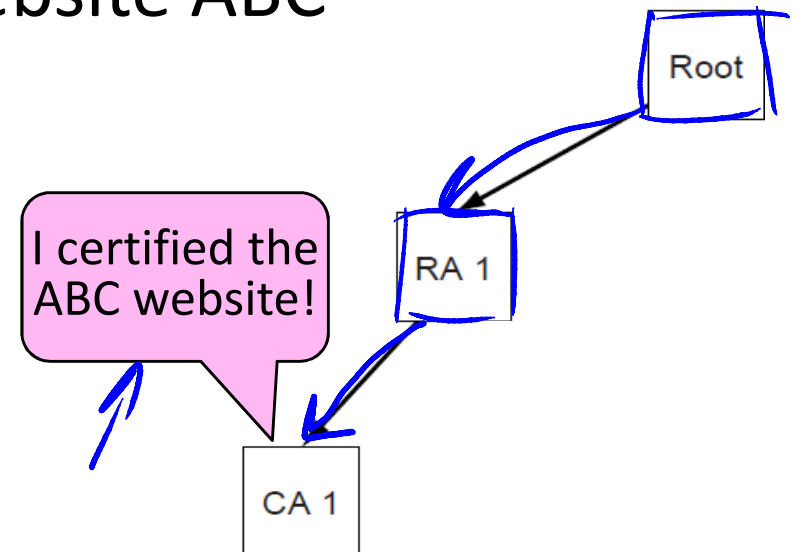 ebsite ABC
Root
RA 1
I certified the
ABC website!
CA 1